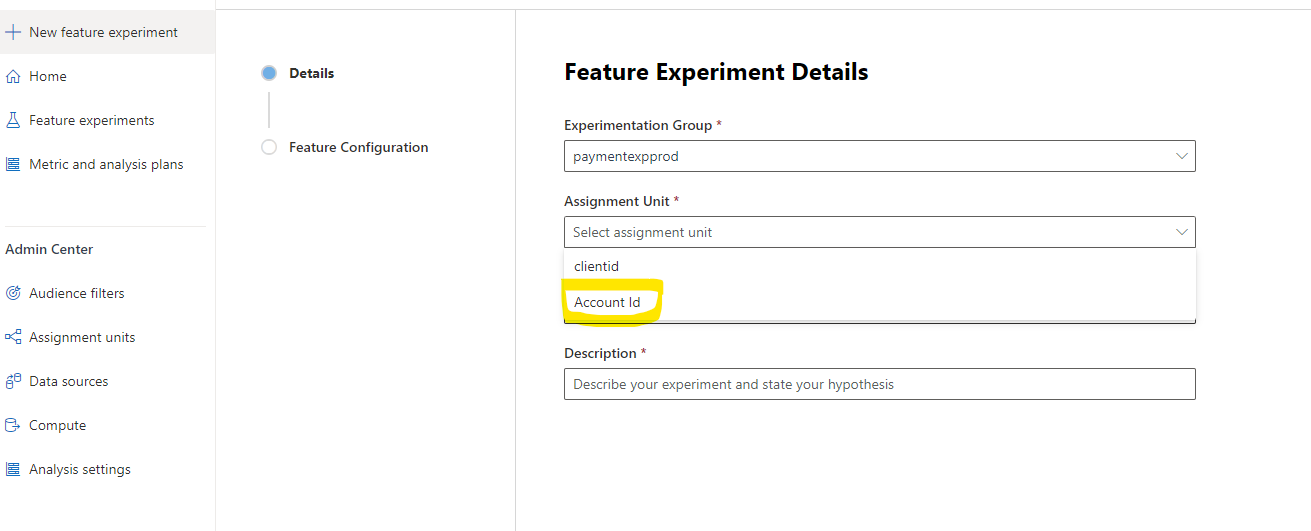 New feature experiment
Home
Feature experiments
Metric and analysis plans
Admin Center
Audience filters
Assignment units
Data sources
Compute
Analysis settings
Details
Feature Configuration
Feature Experiment Details
Experimentation Group *
paymentexpprod
Assignment Unit *
Select assignment unit
clientid
Account Id
Description *
Describe your experiment and state your hypothesis